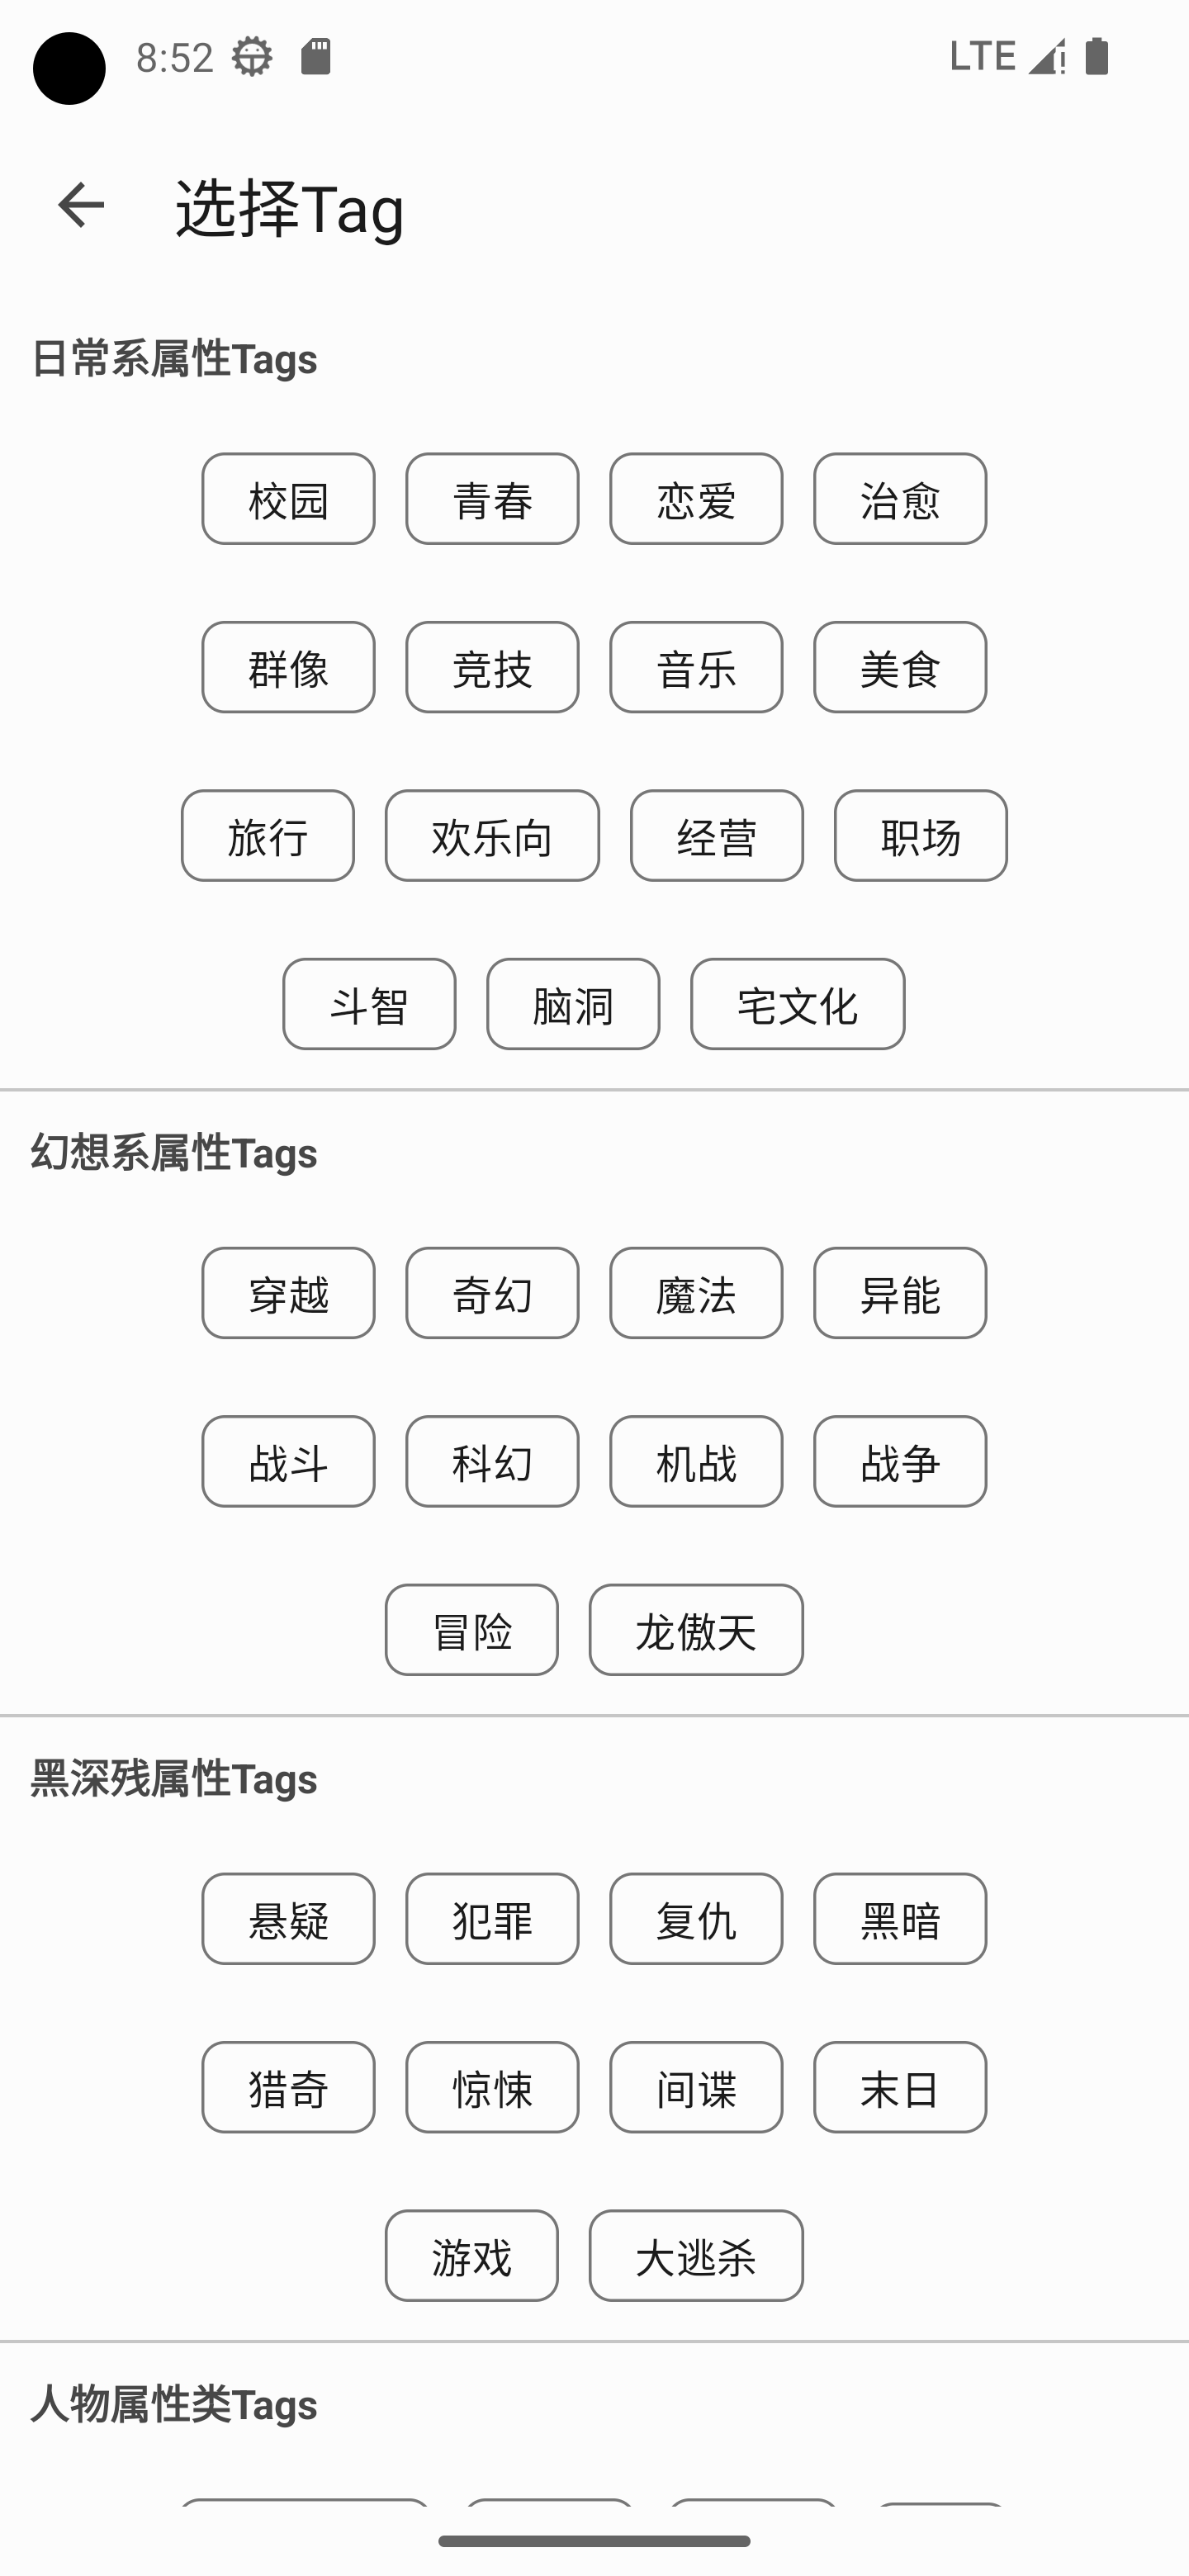 8:52
LTE
选择Tag
日常系属性Tags
校园 青春 恋爱 治愈
群像 竞技 音乐 美食
旅行 欢乐向 经营 职场
斗智 脑洞 宅文化
幻想系属性Tags
穿越 奇幻 魔法 异能
战斗 科幻 机战 战争
冒险 龙傲天
黑深残属性Tags
悬疑 犯罪 复仇 黑暗
猎奇 惊悚 间谍 末日
游戏 大逃杀
人物属性类Tags